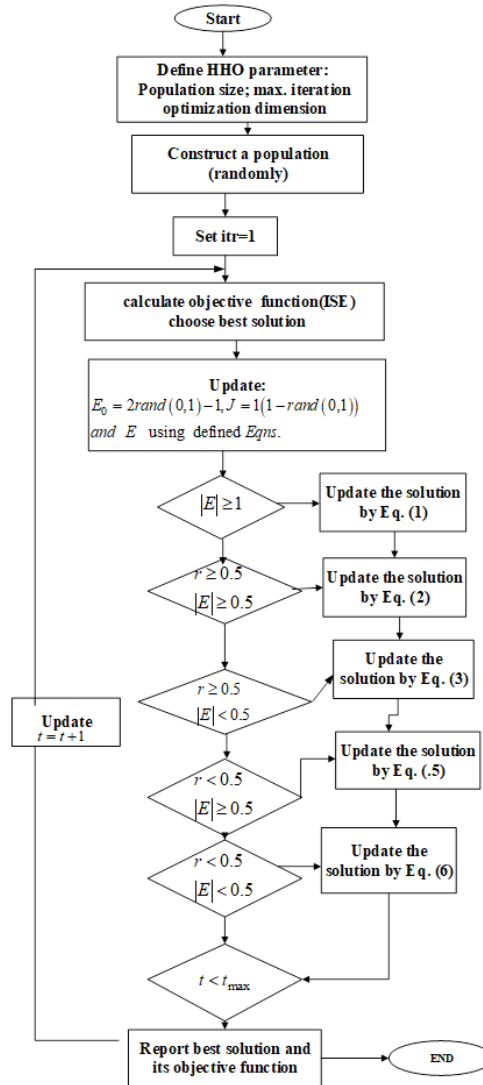 Start
Define HHO parameter:
Population size; max. iteration
optimization dimension
Construct a population
(randomly)
Set itr=1
calculate objective function(ISE)
choose best solution
Update:
E₀ = 2rand(0,1)−1, J = 1(1−rand(0,1))
and E using defined Eqns.
|E| ≥ 1
Update the solution
by Eq. (1)
r ≥ 0.5
|E| ≥ 0.5
Update the solution
by Eq. (2)
r ≥ 0.5
|E| < 0.5
Update the
solution by Eq. (3)
Update
t = t+1
r < 0.5
|E| ≥ 0.5
Update the solution
by Eq. (.5)
r < 0.5
|E| < 0.5
Update the
solution by Eq. (6)
t < tmax
Report best solution and
its objective function
END